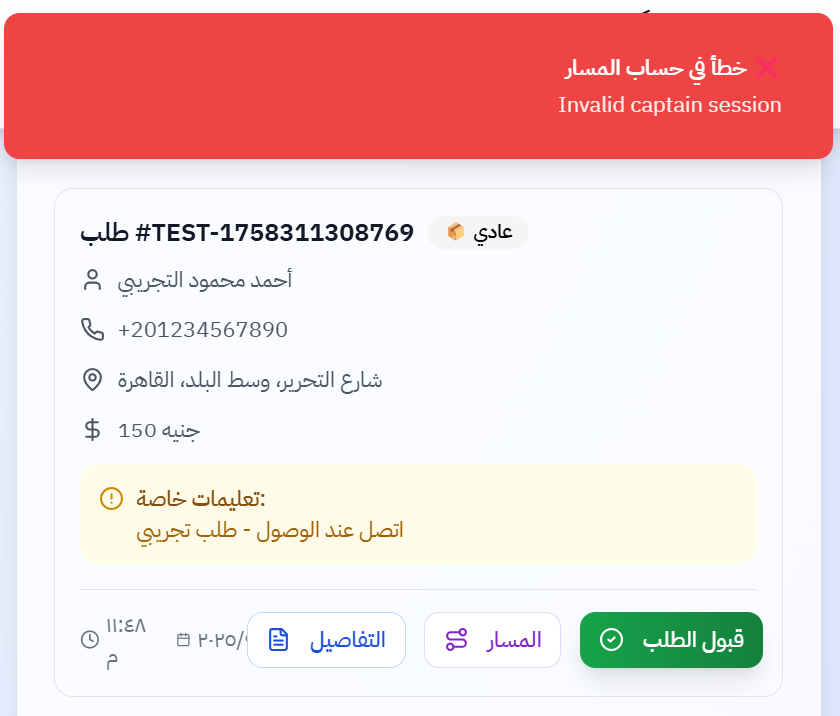 خطأ في حساب المسار
Invalid captain session
طلب #TEST-1758311308769
عادي
أحمد محمود التجريبي
+201234567890
شارع التحرير، وسط البلد، القاهرة
150 جنيه
تعليمات خاصة:
اتصل عند الوصول - طلب تجريبي
١١:٤٨
م
٢٠٢٥/
التفاصيل
المسار
قبول الطلب